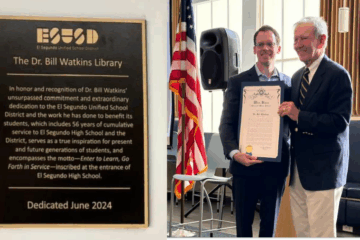 ESUSD
El Segundo Unified School District
The Dr. Bill Watkins Library
In honor and recognition of Dr. Bill Watkins'
unsurpassed commitment and extraordinary
dedication to the El Segundo Unified School
District and the work he has done to benefit its
students, which includes 56 years of cumulative
service to El Segundo High School and the
District, serves as a true inspiration for present
and future generations of students, and
encompasses the motto—Enter to Learn, Go
Forth in Service—inscribed at the entrance of
El Segundo High School.
Dedicated June 2024